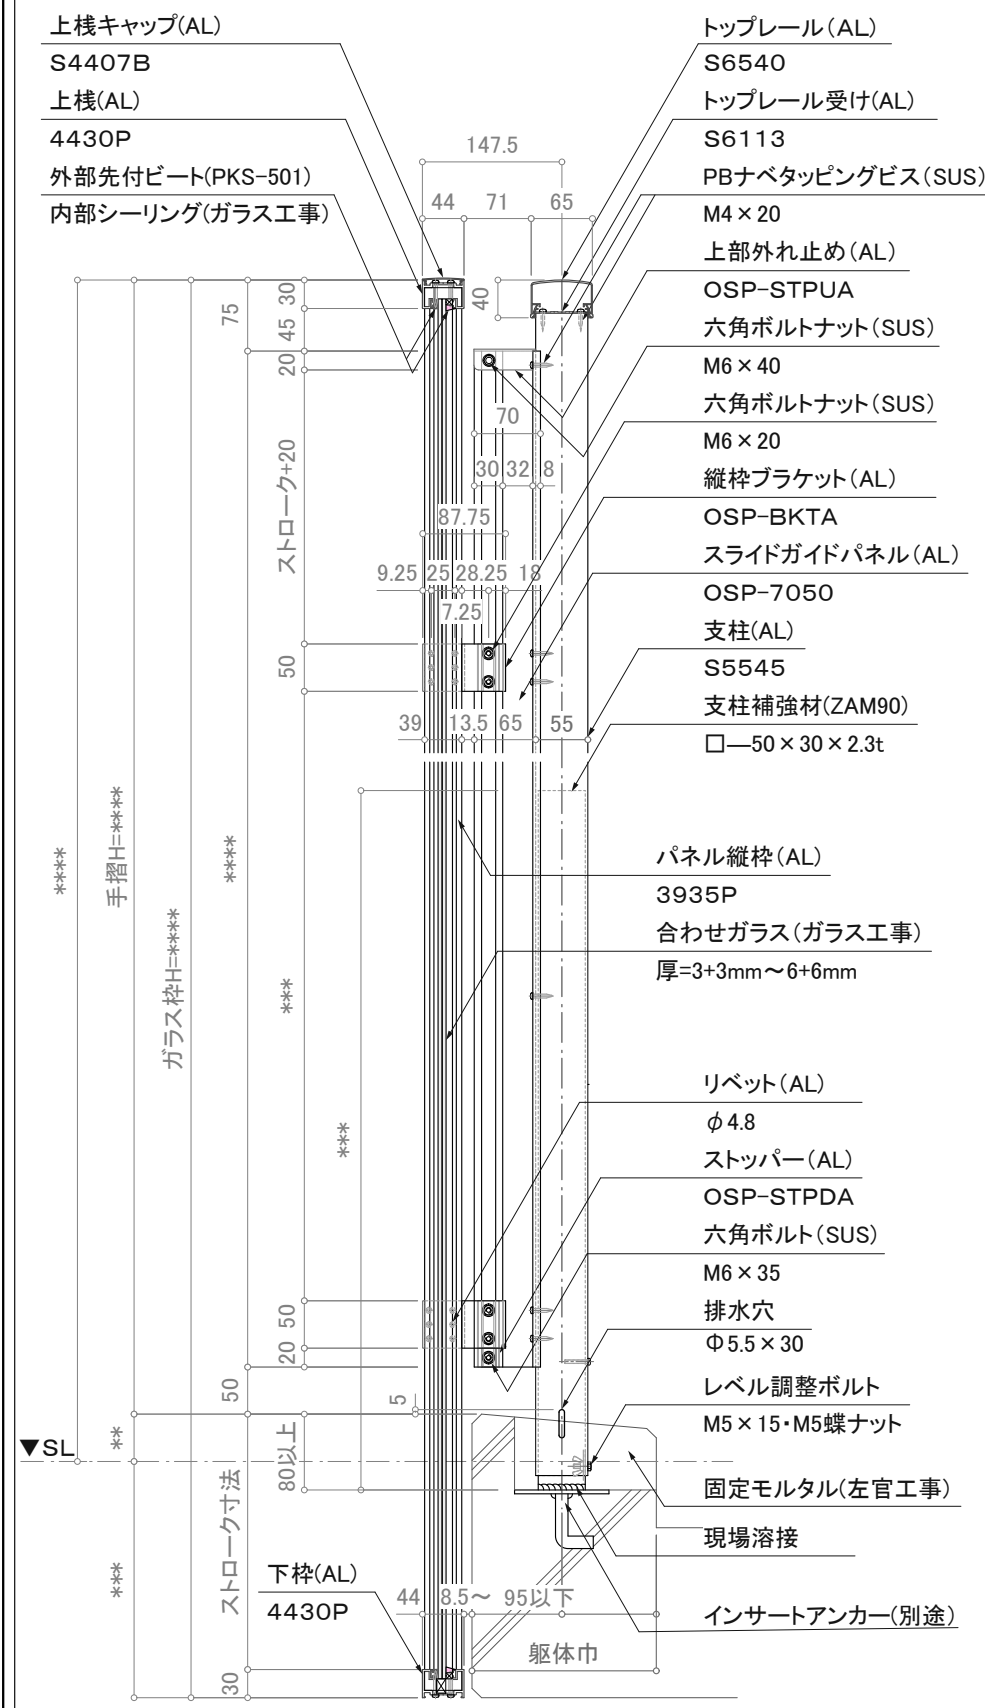 上桟キャップ(AL)
S4407B
上桟(AL)
4430P
外部先付ビート(PKS-501)
内部シーリング(ガラス工事)
トップレール(AL)
S6540
トップレール受け(AL)
S6113
PBナベタッピングビス(SUS)
M4×20
上部外れ止め(AL)
OSP-STPUA
六角ボルトナット(SUS)
M6×40
六角ボルトナット(SUS)
M6×20
縦枠ブラケット(AL)
OSP-BKTA
スライドガイドパネル(AL)
OSP-7050
支柱(AL)
S5545
支柱補強材(ZAM90)
□―50×30×2.3t
パネル縦枠(AL)
3935P
合わせガラス(ガラス工事)
厚=3+3mm～6+6mm
リベット(AL)
φ4.8
ストッパー(AL)
OSP-STPDA
六角ボルト(SUS)
M6×35
排水穴
Φ5.5×30
レベル調整ボルト
M5×15・M5蝶ナット
固定モルタル(左官工事)
現場溶接
インサートアンカー(別途)
147.5
44 71 65
30
75
45
40
20
70
30 32 8
ストローク+20
87.75
9.25 25 28.25 18
7.25
50
39 13.5 65 55
****
手摺H=****
ガラス枠H=****
****
***
***
50
20
50
5
▼SL
**
80以上
***
ストローク寸法
下枠(AL)
4430P
44 8.5～ 95以下
躯体巾
30